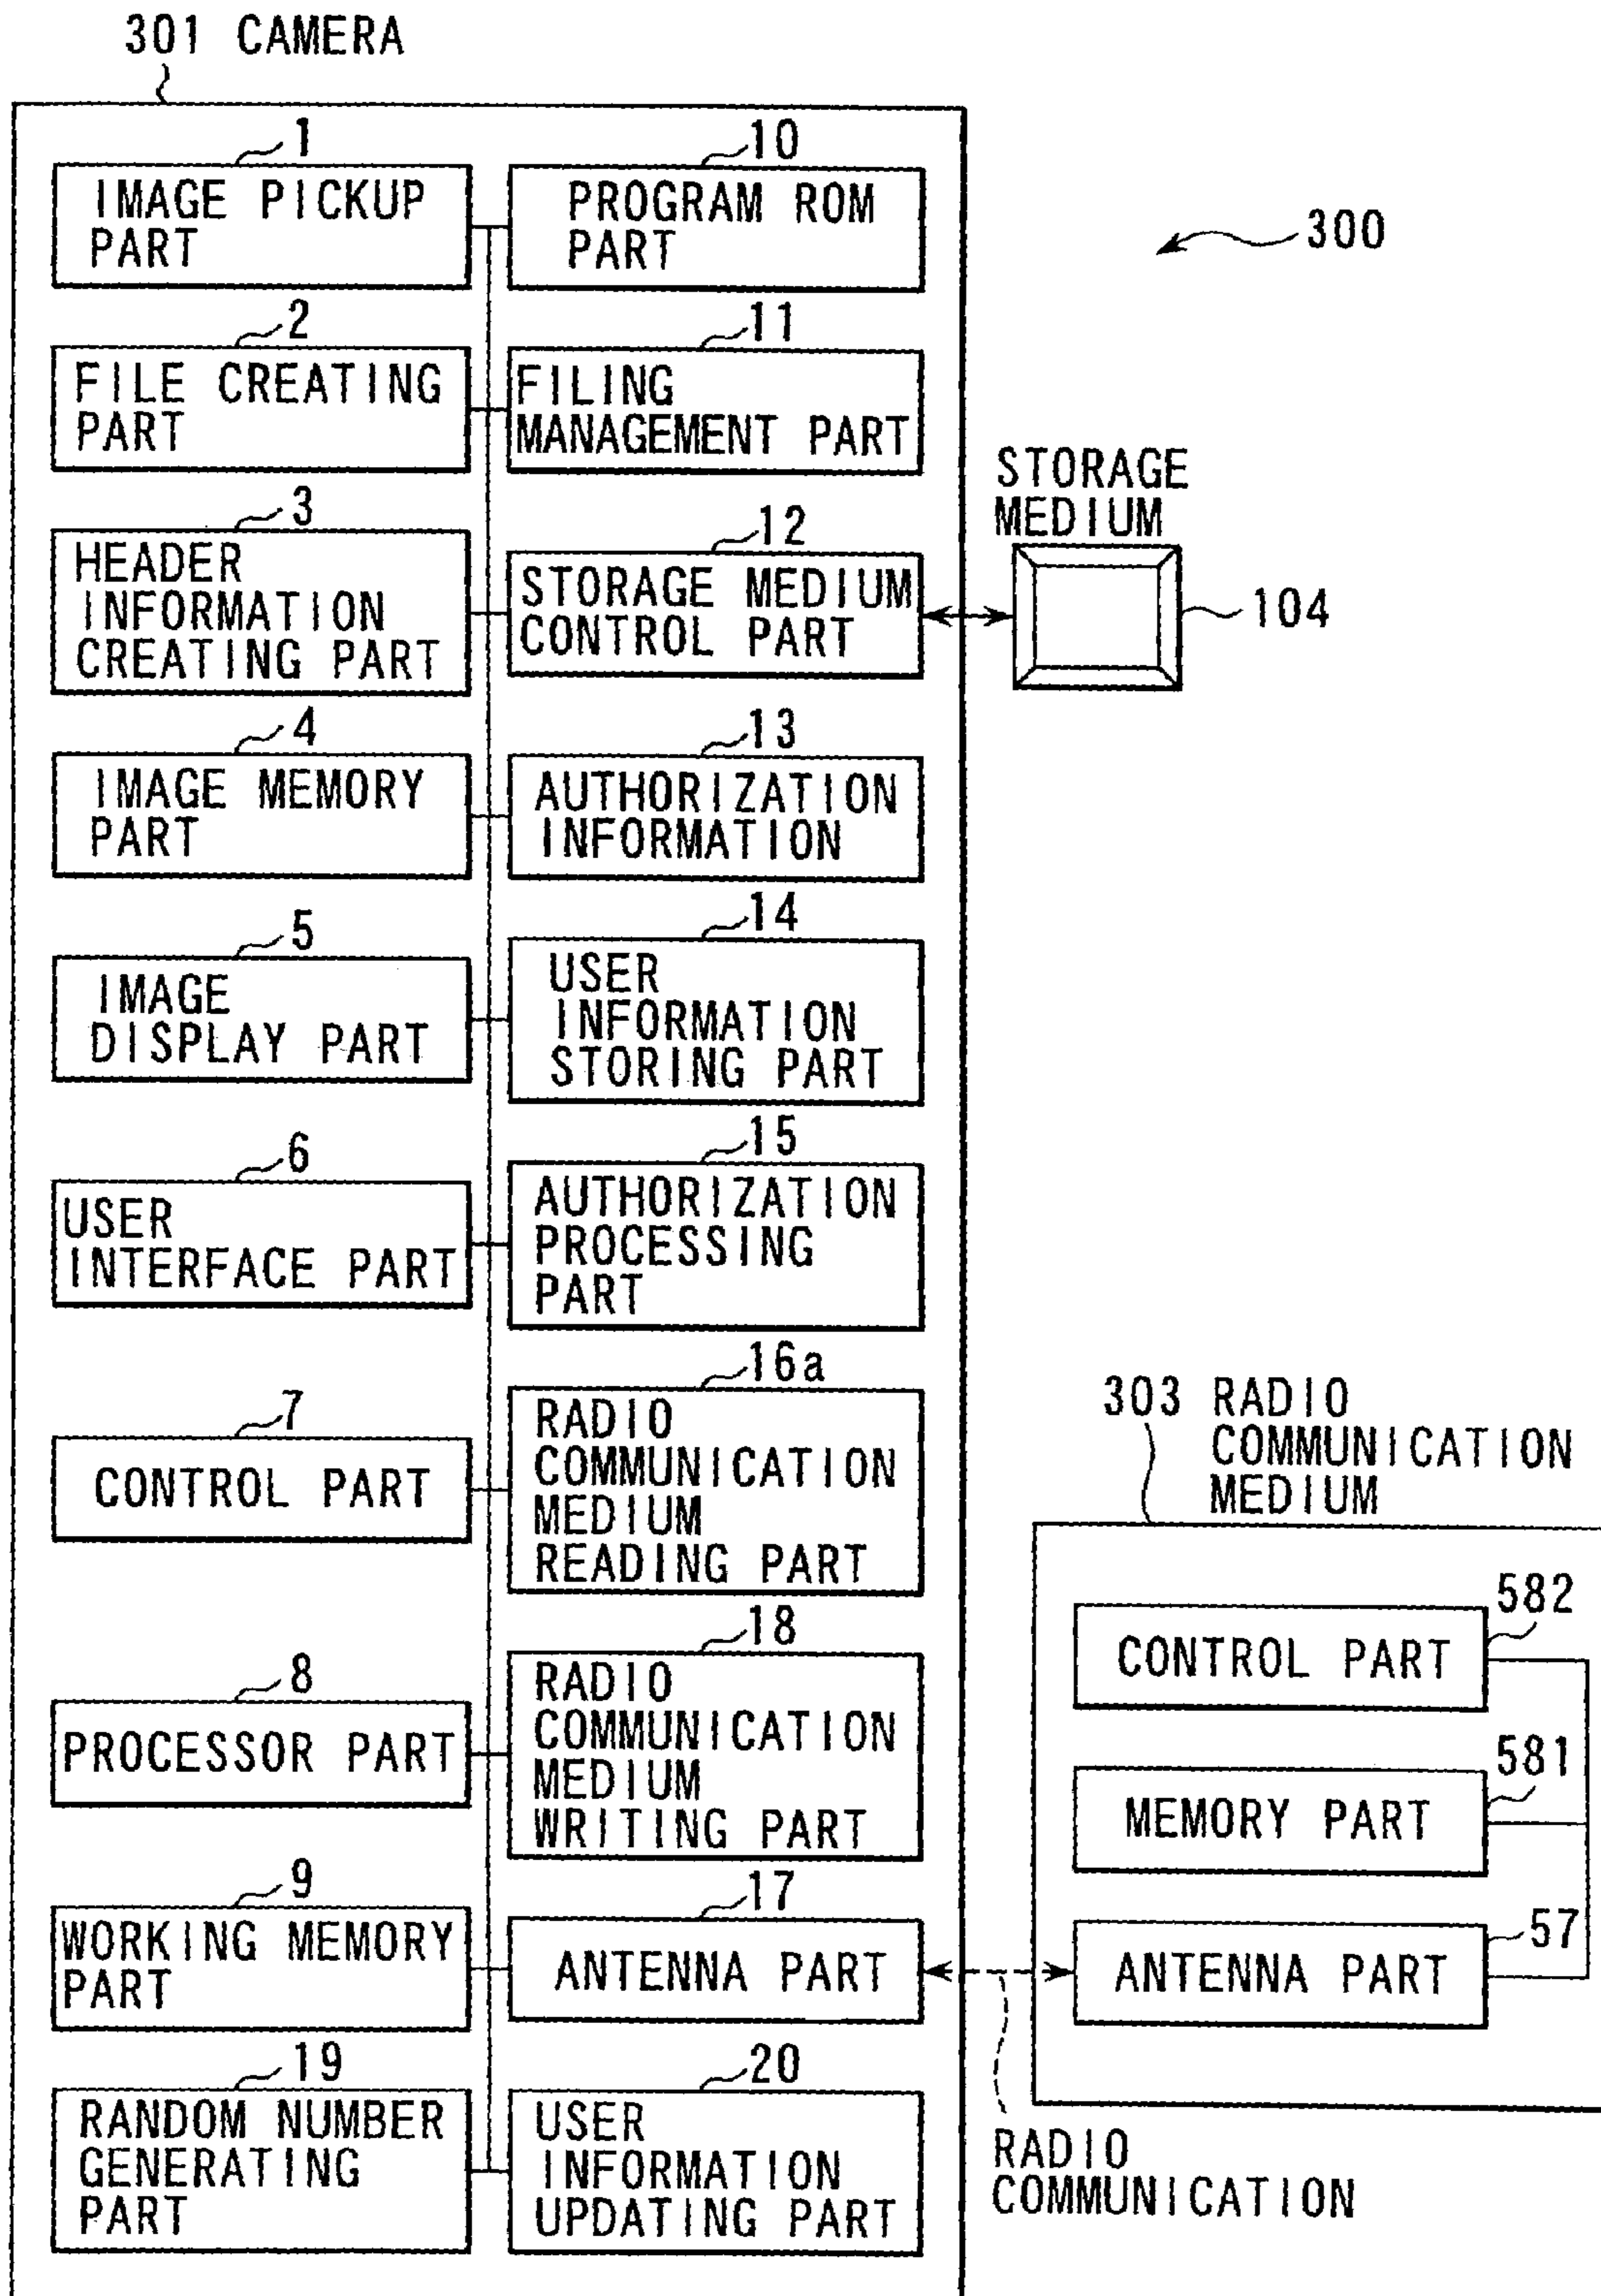 301 CAMERA
1
IMAGE PICKUP
PART
10
PROGRAM ROM
PART
300
2
FILE CREATING
PART
11
FILING
MANAGEMENT PART
STORAGE
MEDIUM
104
3
HEADER
INFORMATION
CREATING PART
12
STORAGE MEDIUM
CONTROL PART
4
IMAGE MEMORY
PART
13
AUTHORIZATION
INFORMATION
5
IMAGE
DISPLAY PART
14
USER
INFORMATION
STORING PART
6
USER
INTERFACE PART
15
AUTHORIZATION
PROCESSING
PART
7
CONTROL PART
16a
RADIO
COMMUNICATION
MEDIUM
READING PART
303 RADIO
COMMUNICATION
MEDIUM
8
PROCESSOR PART
18
RADIO
COMMUNICATION
MEDIUM
WRITING PART
582
CONTROL PART
581
MEMORY PART
9
WORKING MEMORY
PART
17
ANTENNA PART
57
ANTENNA PART
19
RANDOM NUMBER
GENERATING
PART
20
USER
INFORMATION
UPDATING PART
RADIO
COMMUNICATION